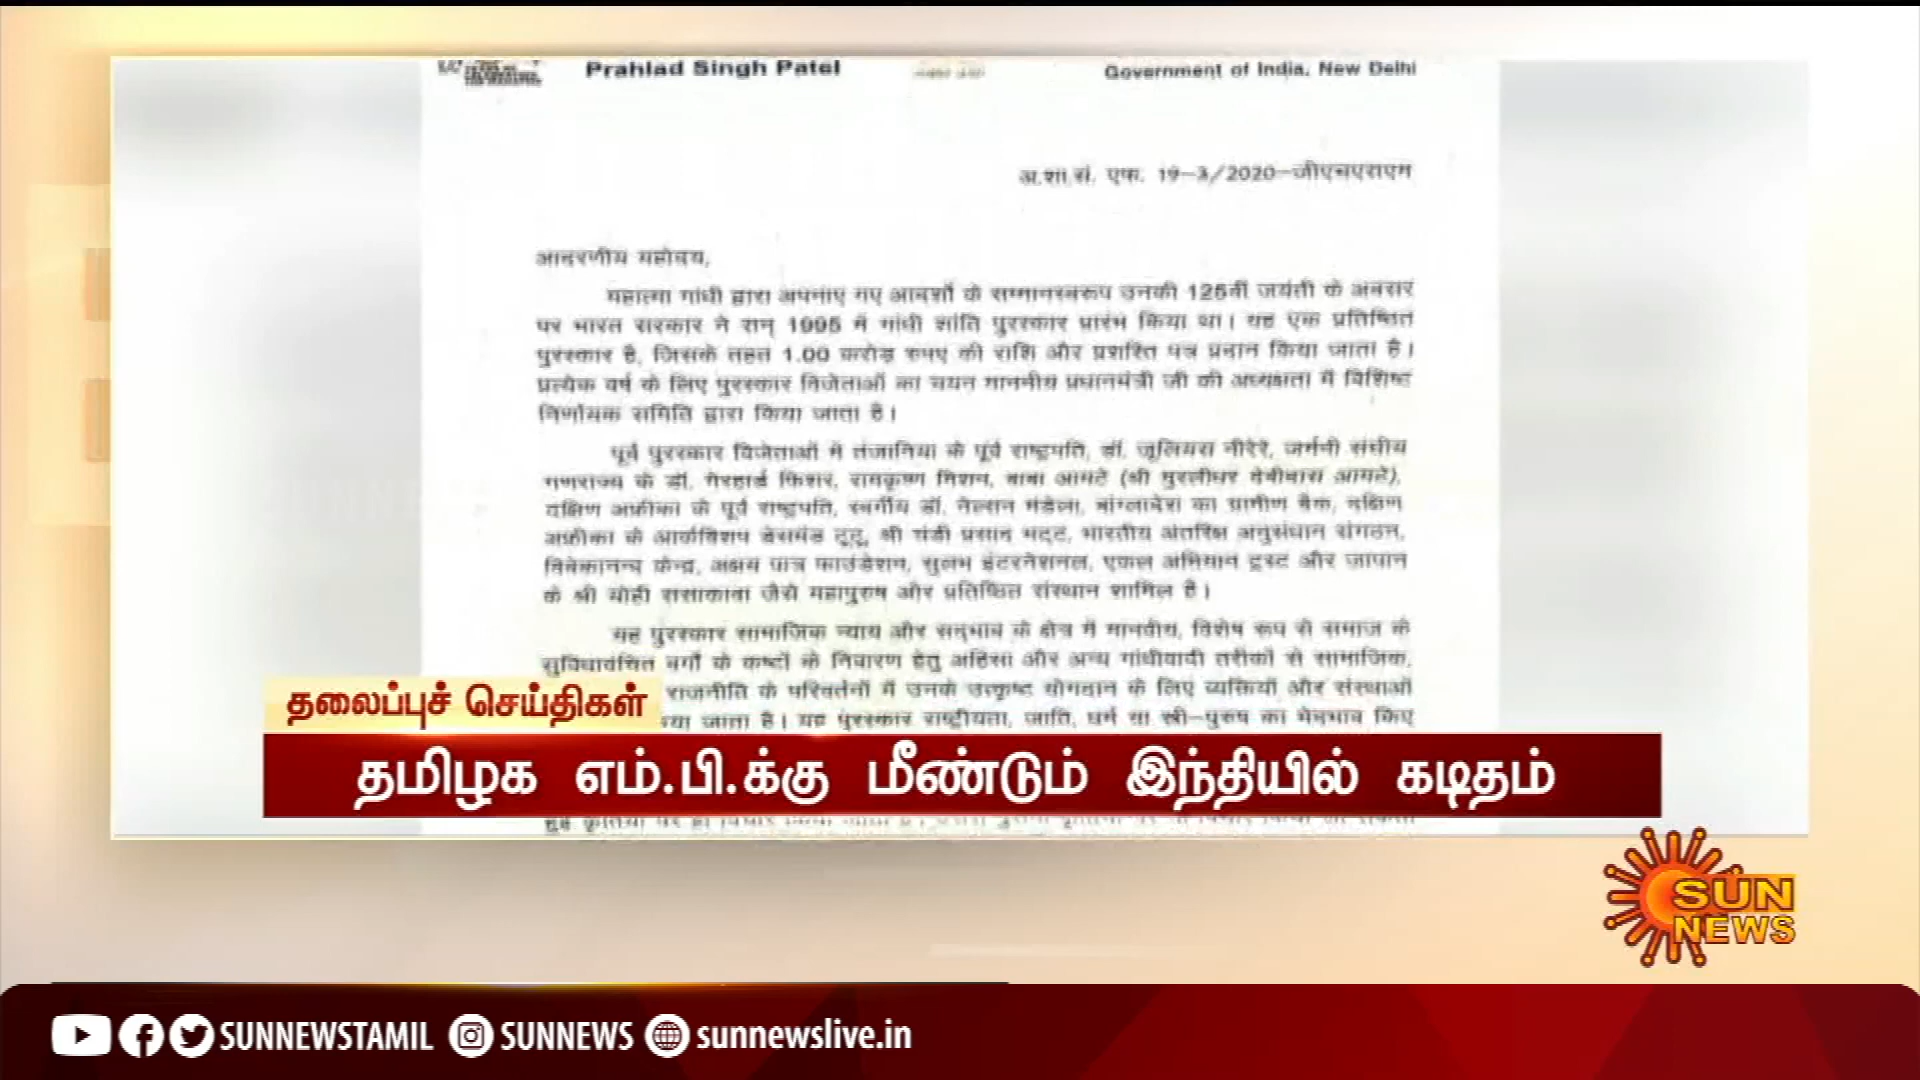 Prahlad Singh Patel
Government of India, New Delhi
अ.शा.सं. एफ. 19-3/2020-जीएचएसएम
आदरणीय महोदय,
महात्मा गांधी द्वारा अपनाए गए आदर्शों के सम्मानस्वरूप उनकी 125वीं जयंती के अवसर
पर भारत सरकार ने सन् 1995 में गांधी शांति पुरस्कार प्रारंभ किया था। यह एक प्रतिष्ठित
पुरस्कार है, जिसके तहत 1.00 करोड़ रुपए की राशि और प्रशस्ति पत्र प्रदान किया जाता है।
प्रत्येक वर्ष के लिए पुरस्कार विजेताओं का चयन माननीय प्रधानमंत्री जी की अध्यक्षता में विशिष्ट
निर्णायक समिति द्वारा किया जाता है।
पूर्व पुरस्कार विजेताओं में तंजानिया के पूर्व राष्ट्रपति, डॉ. जूलियस नीरेरे, जर्मनी संघीय
गणराज्य के डॉ. गेरहार्ड फिशर, रामकृष्ण मिशन, बाबा आमटे (श्री मुरलीधर देवीदास आमटे),
दक्षिण अफ्रीका के पूर्व राष्ट्रपति, स्वर्गीय डॉ. नेल्सन मंडेला, बांग्लादेश का ग्रामीण बैंक, दक्षिण
अफ्रीका के आर्कबिशप डेसमंड टूटू, श्री चंडी प्रसाद भट्ट, भारतीय अंतरिक्ष अनुसंधान संगठन,
विवेकानन्द केन्द्र, अक्षय पात्र फाउंडेशन, सुलभ इंटरनेशनल, एकल अभियान ट्रस्ट और जापान
के श्री योही ससाकावा जैसे महापुरुष और प्रतिष्ठित संस्थान शामिल है।
यह पुरस्कार सामाजिक न्याय और सद्भाव के क्षेत्र में मानवीय, विशेष रूप से समाज के
सुविधावंचित वर्गों के कष्टों के निवारण हेतु अहिंसा और अन्य गांधीवादी तरीकों से सामाजिक,
राजनीति के परिवर्तनों में उनके उत्कृष्ट योगदान के लिए व्यक्तियों और संस्थाओं
या जाता है। यह पुरस्कार राष्ट्रीयता, जाति, धर्म या स्त्री-पुरुष का भेदभाव किए
தலைப்புச் செய்திகள்
தமிழக எம்.பி.க்கு மீண்டும் இந்தியில் கடிதம்
SUN
NEWS
SUNNEWSTAMIL SUNNEWS sunnewslive.in